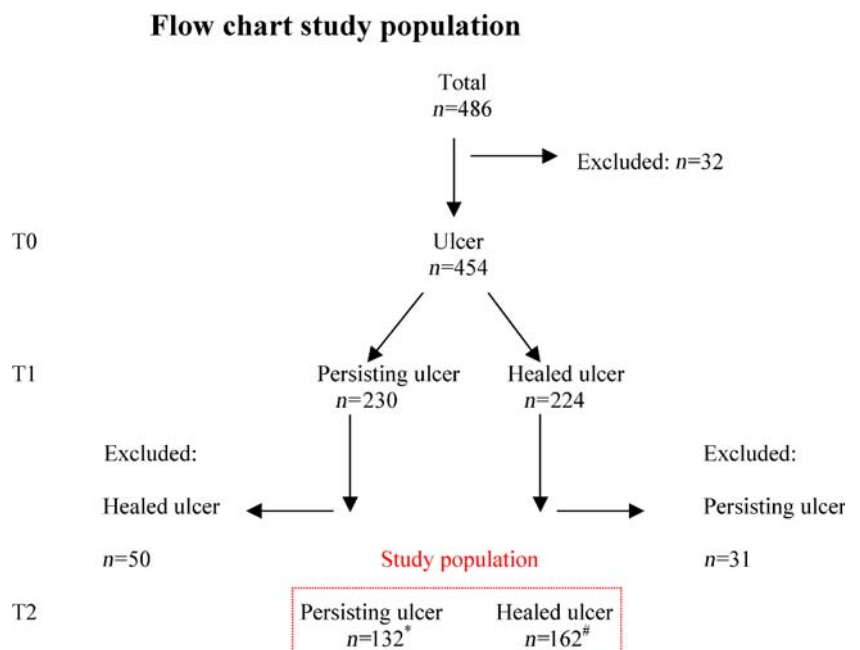 Flow chart study population
Total
n=486
Excluded: n=32
T0
Ulcer
n=454
T1
Persisting ulcer
n=230
Healed ulcer
n=224
Excluded:
Healed ulcer
n=50
Excluded:
Persisting ulcer
n=31
Study population
T2
Persisting ulcer
n=132*
Healed ulcer
n=162#